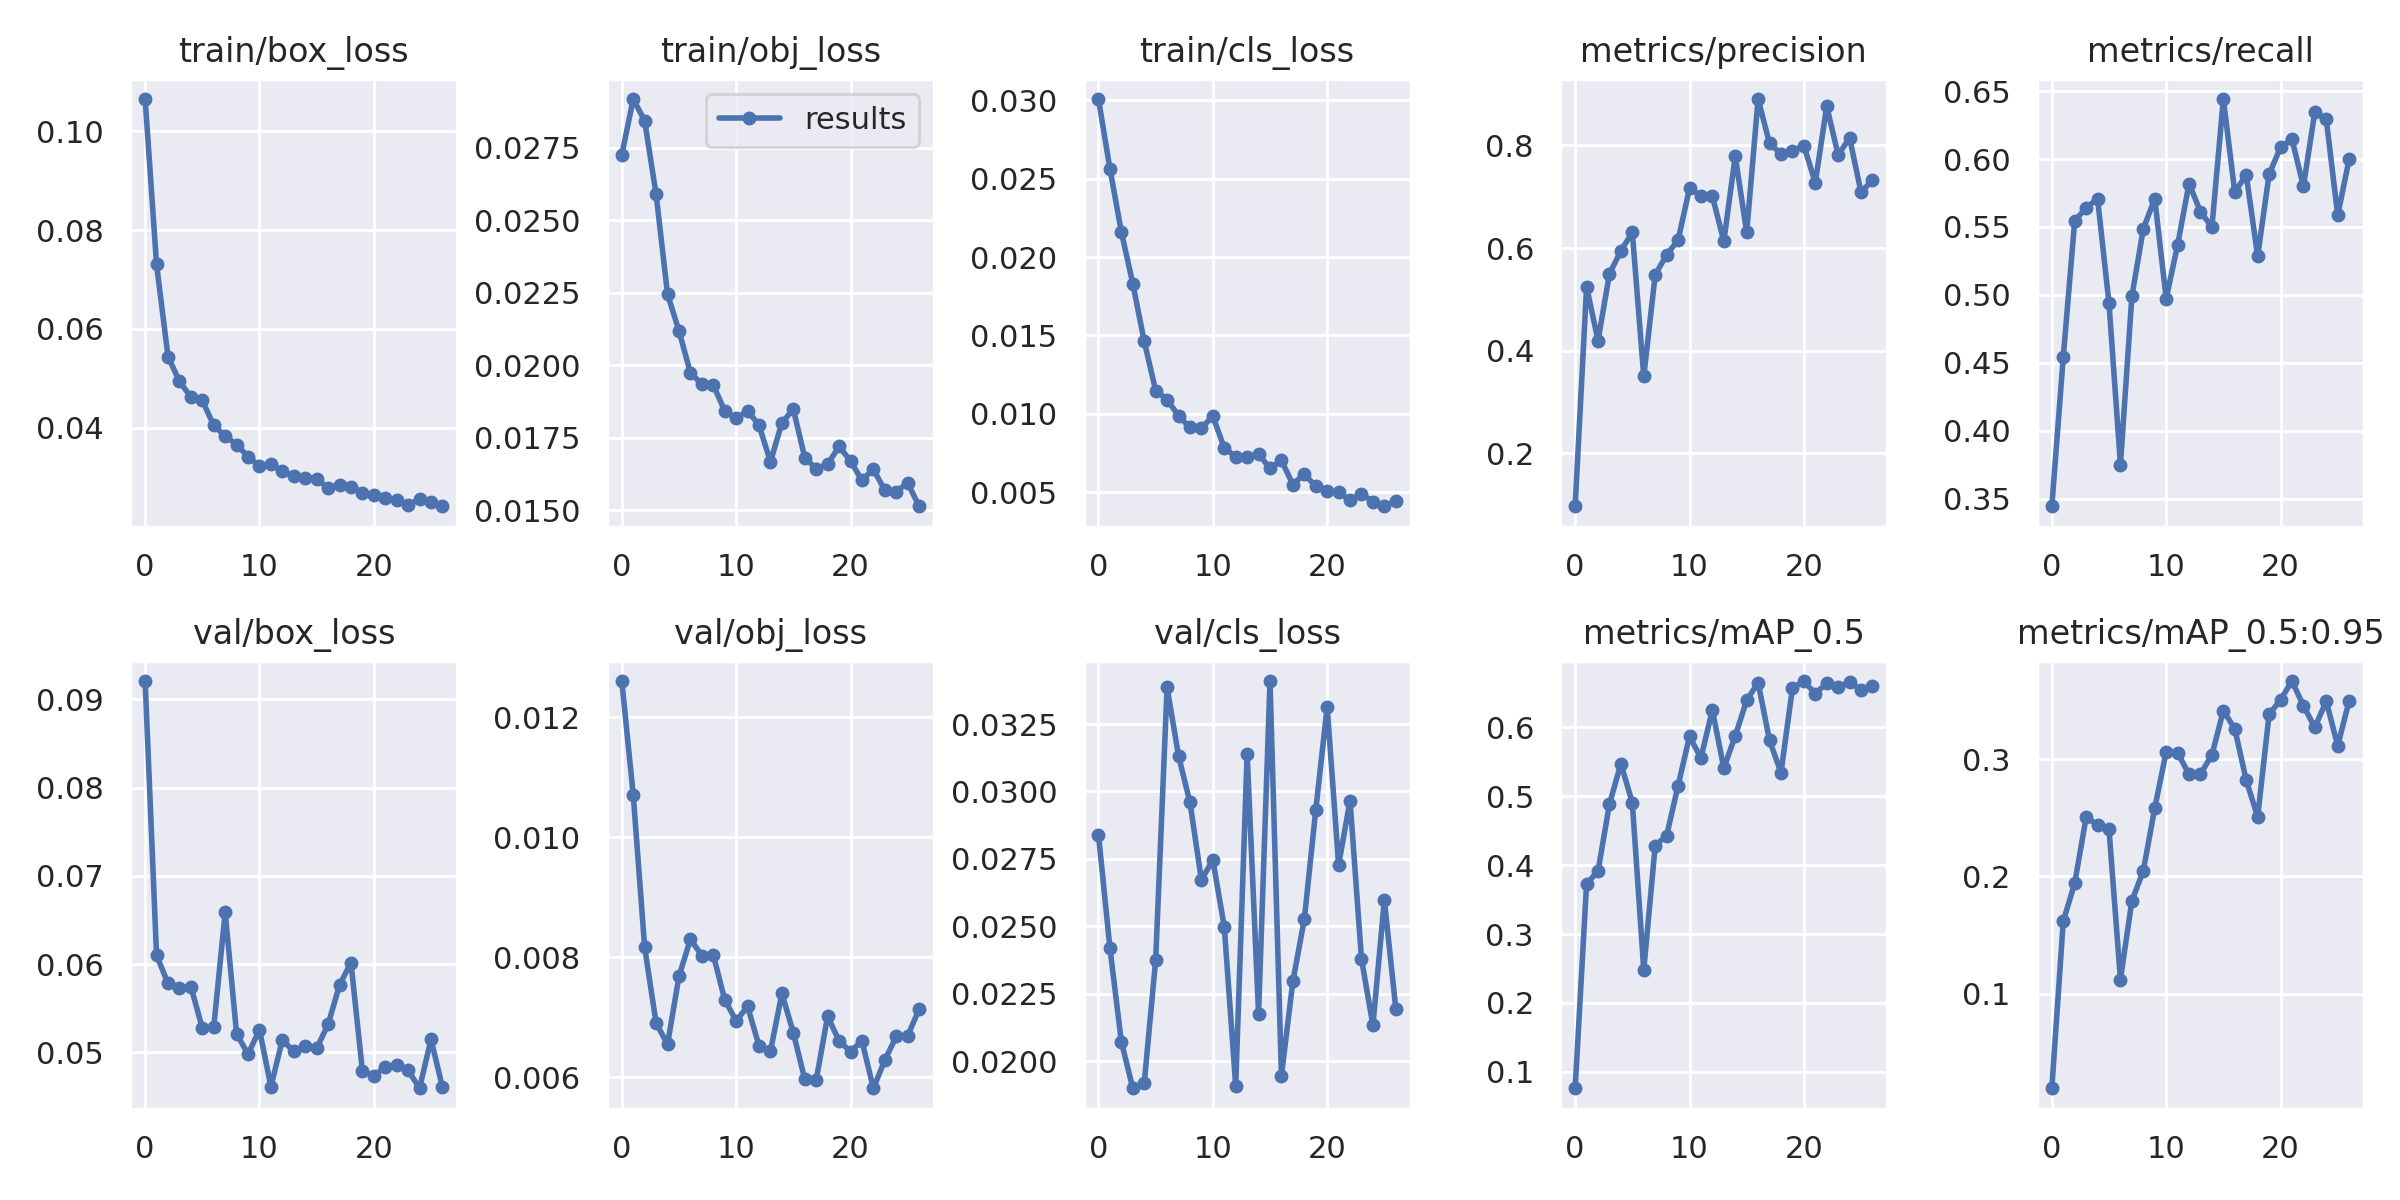 train/box_loss
0.10
0.08
0.06
0.04
0 10 20
train/obj_loss
results
0.0275
0.0250
0.0225
0.0200
0.0175
0.0150
0 10 20
train/cls_loss
0.030
0.025
0.020
0.015
0.010
0.005
0 10 20
metrics/precision
0.8
0.6
0.4
0.2
0 10 20
metrics/recall
0.65
0.60
0.55
0.50
0.45
0.40
0.35
0 10 20
val/box_loss
0.09
0.08
0.07
0.06
0.05
0 10 20
val/obj_loss
0.012
0.010
0.008
0.006
0 10 20
val/cls_loss
0.0325
0.0300
0.0275
0.0250
0.0225
0.0200
0 10 20
metrics/mAP_0.5
0.6
0.5
0.4
0.3
0.2
0.1
0 10 20
metrics/mAP_0.5:0.95
0.3
0.2
0.1
0 10 20